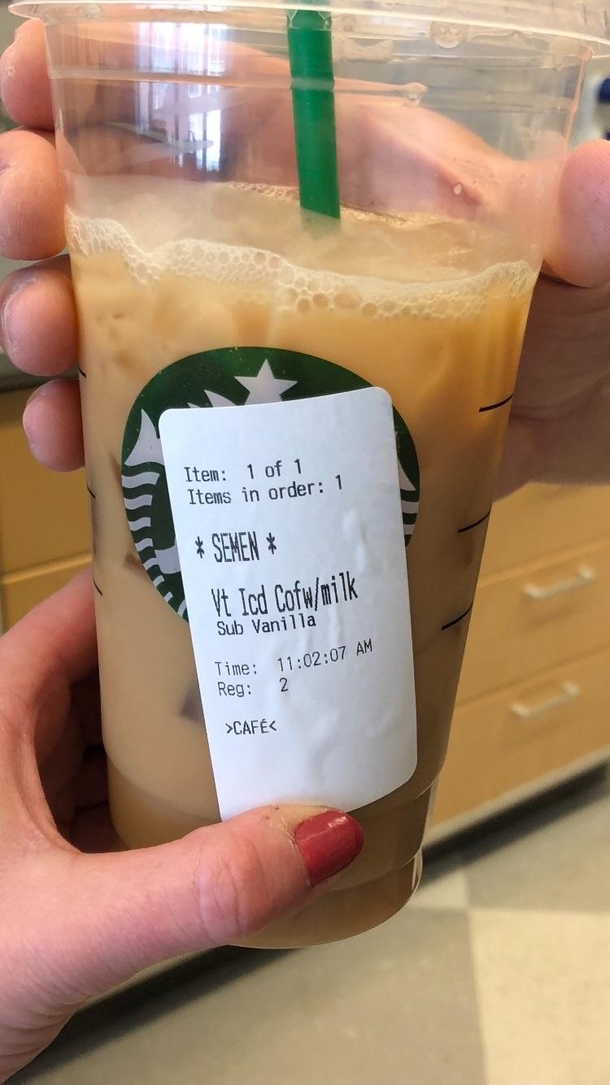 Item: 1 of 1
Items in order: 1
* SEMEN *
Vt Icd Cofw/milk
Sub Vanilla
Time: 11:02:07 AM
Reg: 2
>CAFÉ<